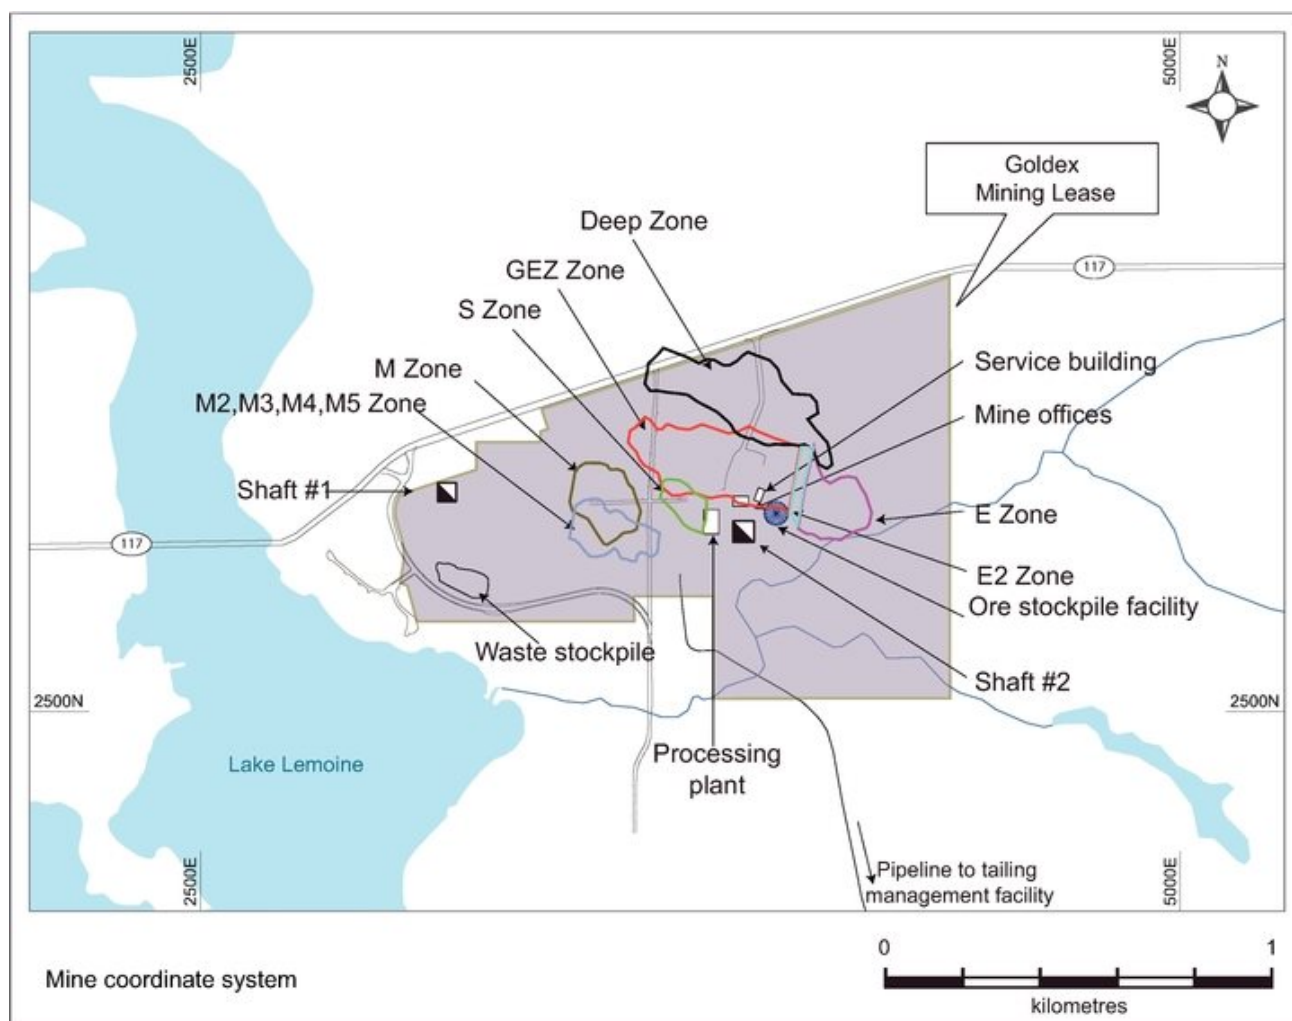 2500E
5000E
N
Goldex
Mining Lease
Deep Zone
117
GEZ Zone
S Zone
Service building
M Zone
M2,M3,M4,M5 Zone
Mine offices
Shaft #1
E Zone
117
E2 Zone
Ore stockpile facility
Waste stockpile
Shaft #2
2500N
2500N
Processing
plant
Lake Lemoine
2500E
5000E
Pipeline to tailing
management facility
0
1
Mine coordinate system
kilometres